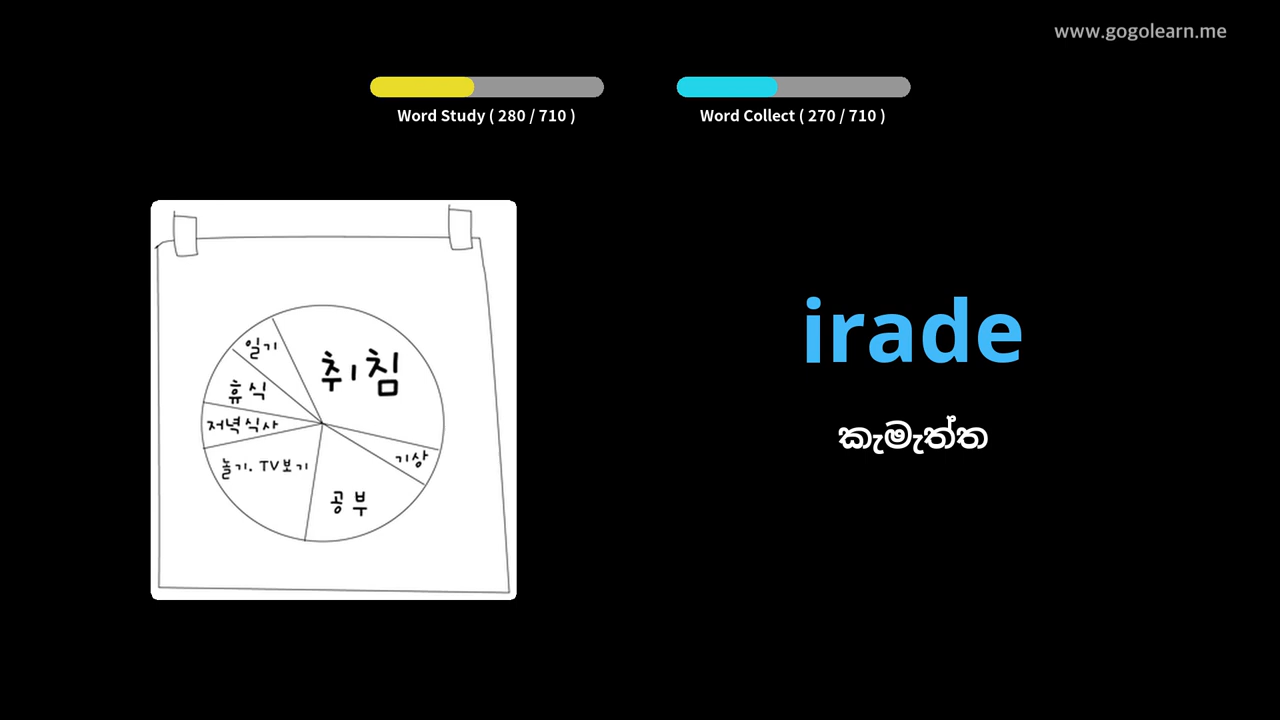 www.gogolearn.me
Word Study ( 280 / 710 )
Word Collect ( 270 / 710 )
일기
취침
휴식
저녁식사
놀기. TV보기
기상
공부
irade
කැමැත්ත